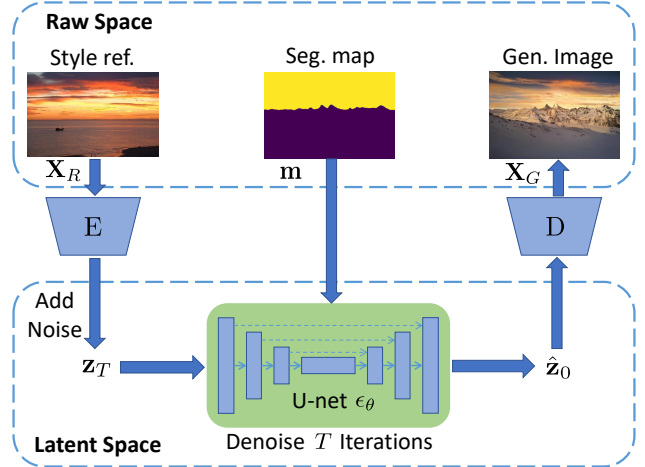 Raw Space
Style ref.
Seg. map
Gen. Image
X_R
m
X_G
E
D
Add
Noise
z_T
ẑ_0
U-net ϵ_θ
Denoise T Iterations
Latent Space